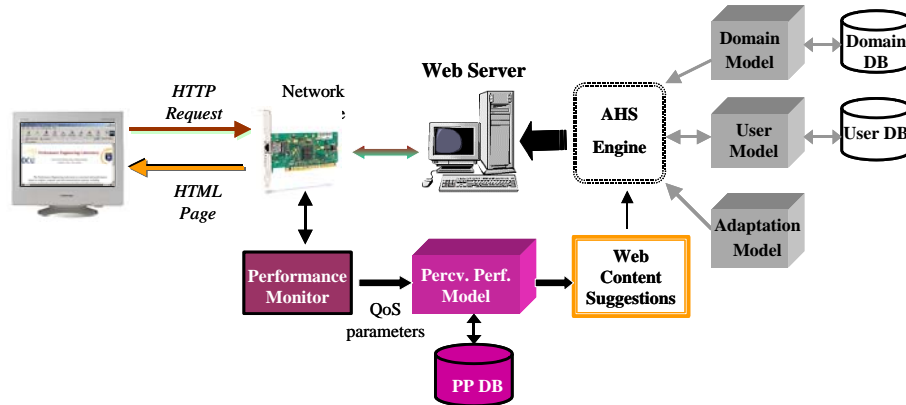 Domain
Model
Domain
DB
Web Server
HTTP
Request
Network
AHS
Engine
User
Model
User DB
HTML
Page
Adaptation
Model
Performance
Monitor
QoS
parameters
Percv. Perf.
Model
Web
Content
Suggestions
PP DB